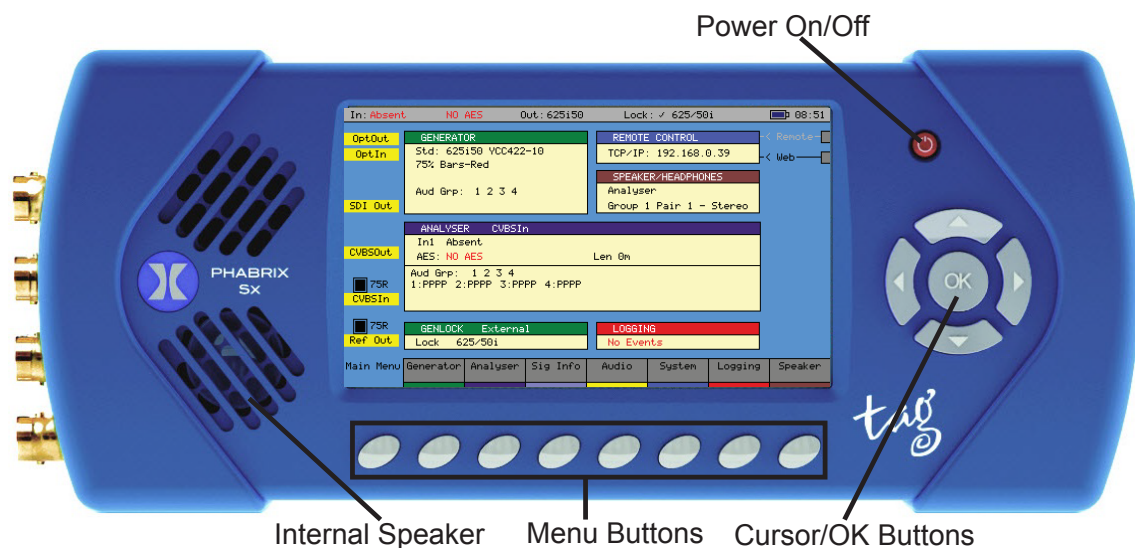 Power On/Off
In: Absent NO AES Out: 625i50 Lock: ✓ 625/50i 08:51
OptOut
OptIn
SDI Out
CVBSOut
75R
CVBSIn
75R
Ref Out
GENERATOR
Std: 625i50 YCC422-10
75% Bars-Red
Aud Grp: 1 2 3 4
REMOTE CONTROL
TCP/IP: 192.168.0.39
< Remote
< Web
SPEAKER/HEADPHONES
Analyser
Group 1 Pair 1 - Stereo
ANALYSER CVBSIn
In1 Absent
AES: NO AES Len 0m
Aud Grp: 1 2 3 4
1:PPPP 2:PPPP 3:PPPP 4:PPPP
GENLOCK External
Lock 625/50i
LOGGING
No Events
Main Menu Generator Analyser Sig Info Audio System Logging Speaker
PHABRIX
SX
OK
tag
Internal Speaker
Menu Buttons
Cursor/OK Buttons